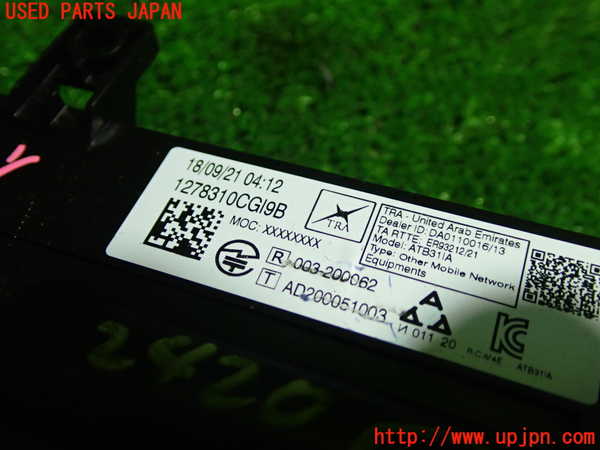 USED PARTS JAPAN
18/09/21 04:12
1278310CGI9B
MOC: XXXXXXXX
TRA
TRA - United Arab Emirates
Dealer ID: DA0110016/13
TA RTTE: ER93212/21
Model: ATB31IA
Type: Other Mobile Network
Equipments
R 003-200062
T AD200051003
И 011 20
R.C.A/4E
ATB31IA
2420
http://www.upjpn.com